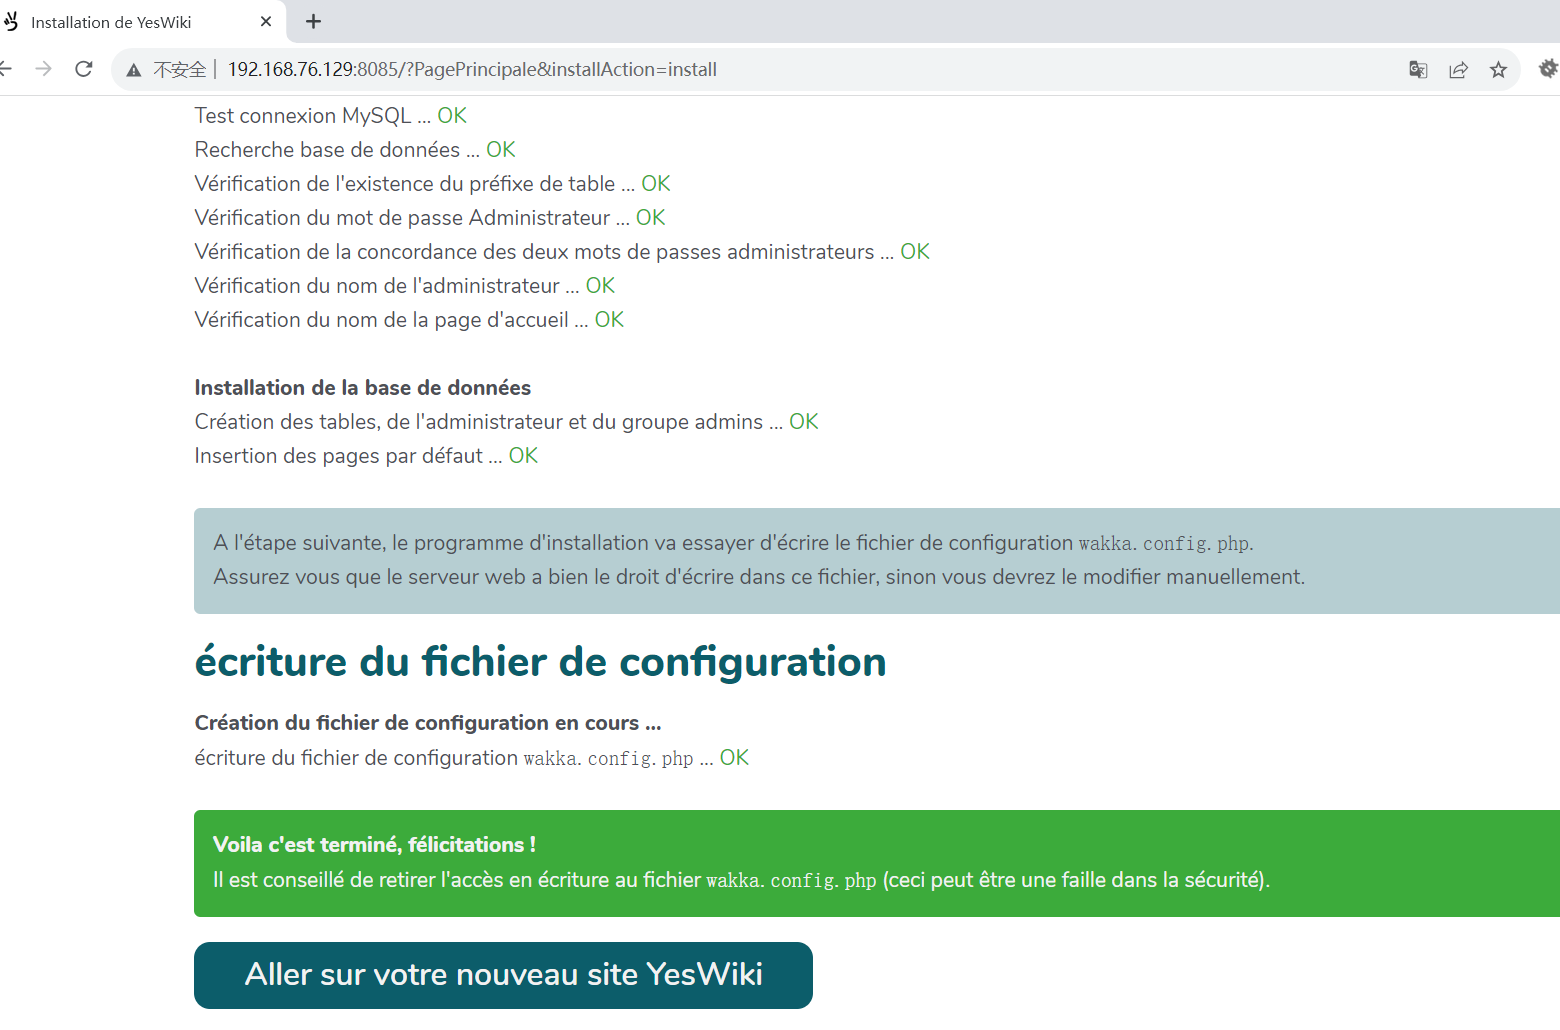 Installation de YesWiki
不安全 192.168.76.129:8085/?PagePrincipale&installAction=install
Test connexion MySQL ... OK
Recherche base de données ... OK
Vérification de l'existence du préfixe de table ... OK
Vérification du mot de passe Administrateur ... OK
Vérification de la concordance des deux mots de passes administrateurs ... OK
Vérification du nom de l'administrateur ... OK
Vérification du nom de la page d'accueil ... OK
Installation de la base de données
Création des tables, de l'administrateur et du groupe admins ... OK
Insertion des pages par défaut ... OK
A l'étape suivante, le programme d'installation va essayer d'écrire le fichier de configuration wakka.config.php.
Assurez vous que le serveur web a bien le droit d'écrire dans ce fichier, sinon vous devrez le modifier manuellement.
écriture du fichier de configuration
Création du fichier de configuration en cours ...
écriture du fichier de configuration wakka.config.php ... OK
Voila c'est terminé, félicitations !
Il est conseillé de retirer l'accès en écriture au fichier wakka.config.php (ceci peut être une faille dans la sécurité).
Aller sur votre nouveau site YesWiki